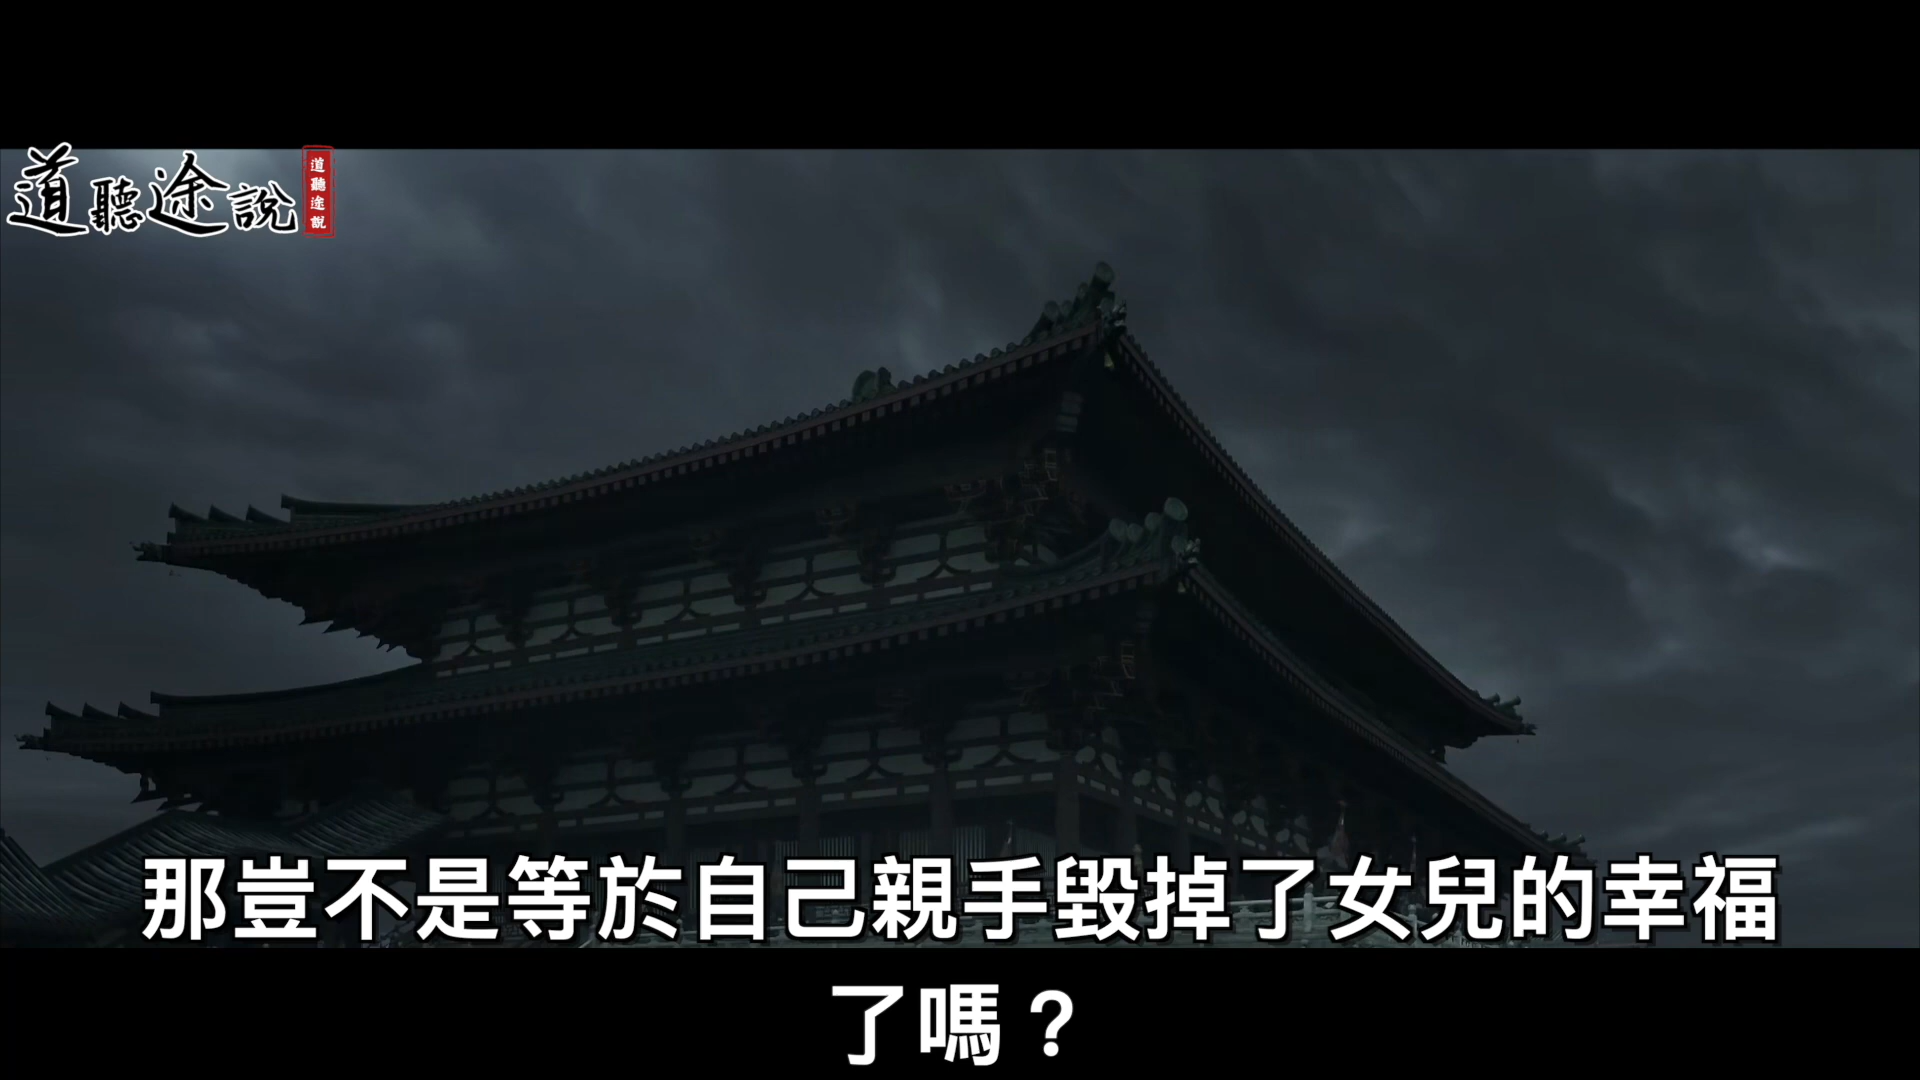 道聽途說
道聽途說
那豈不是等於自己親手毀掉了女兒的幸福
了嗎？